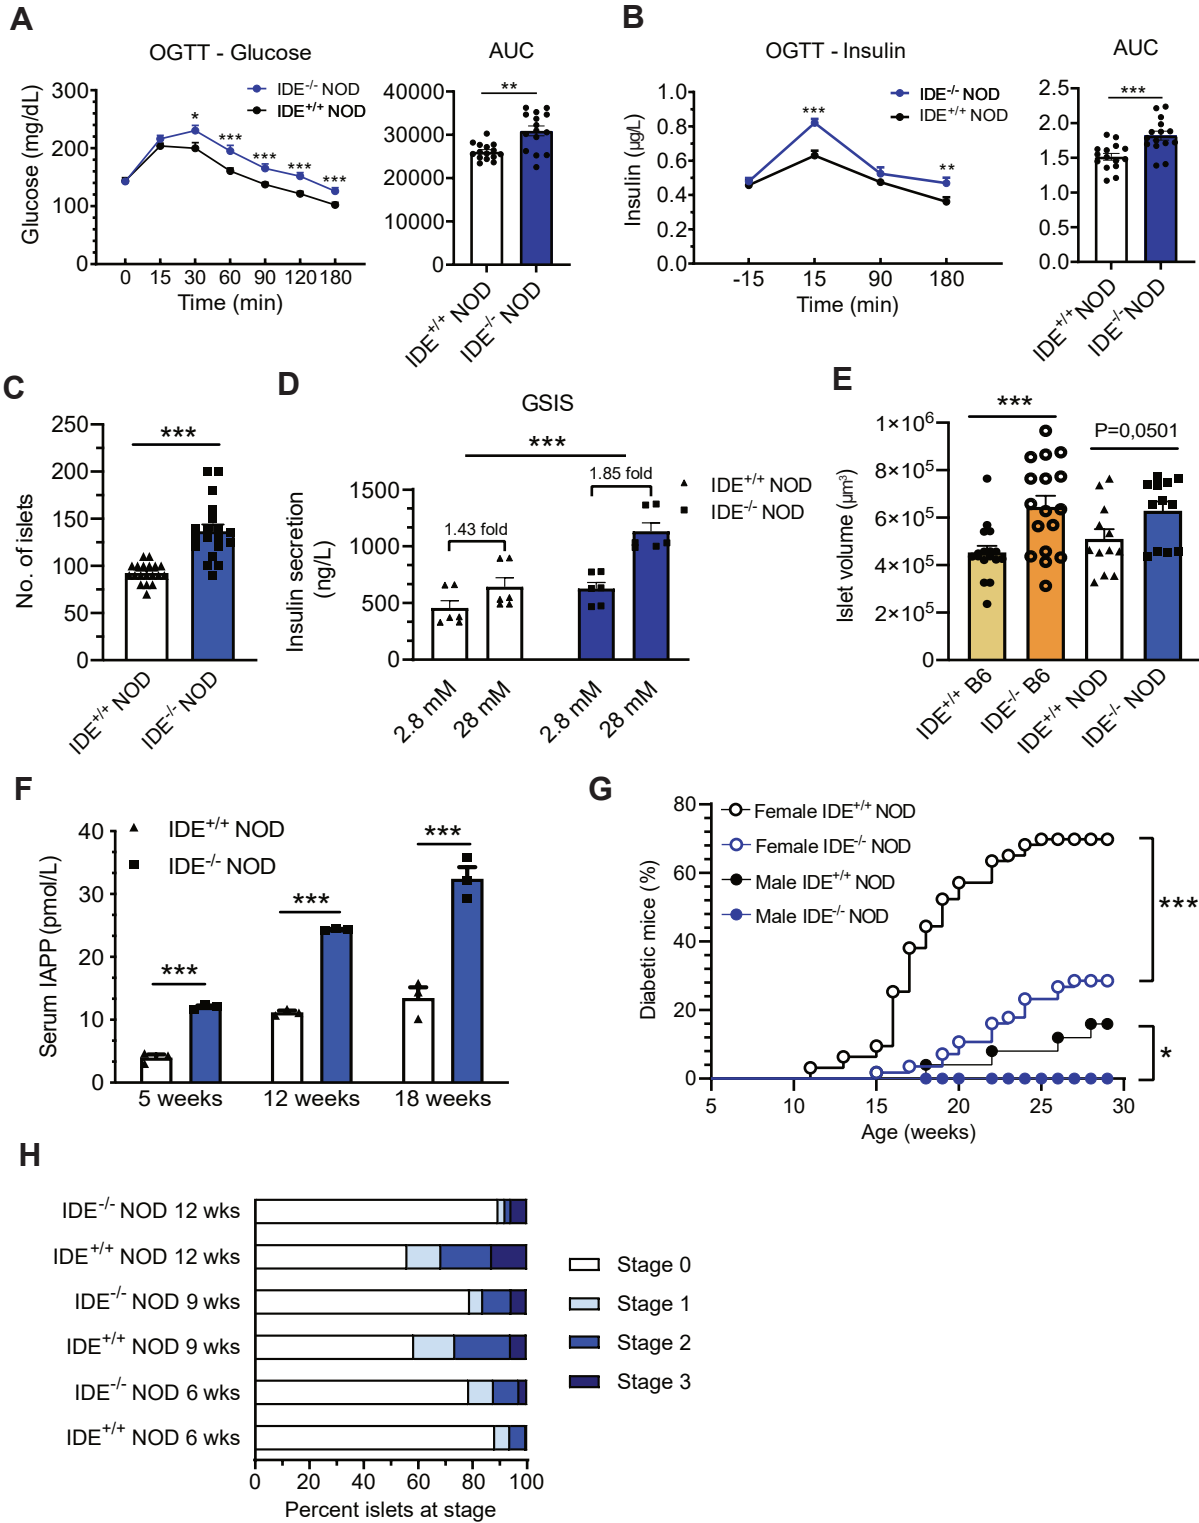 A
OGTT - Glucose
AUC
IDE-/- NOD
IDE+/+ NOD
Glucose (mg/dL)
300
200
100
0
*
***
***
***
***
0 15 30 60 90 120 180
Time (min)
40000
30000
20000
10000
0
**
IDE+/+ NOD
IDE-/- NOD
B
OGTT - Insulin
AUC
IDE-/- NOD
IDE+/+ NOD
Insulin (µg/L)
1.0
0.8
0.6
0.4
0.2
0.0
***
**
-15 15 90 180
Time (min)
2.5
2.0
1.5
1.0
0.5
0.0
***
IDE+/+ NOD
IDE-/- NOD
C
No. of islets
250
200
150
100
50
0
***
IDE+/+ NOD
IDE-/- NOD
D
GSIS
***
Insulin secretion
(ng/L)
1500
1000
500
0
1.43 fold
1.85 fold
IDE+/+ NOD
IDE-/- NOD
2.8 mM
28 mM
2.8 mM
28 mM
E
Islet volume (µm3)
1×10^6
8×10^5
6×10^5
4×10^5
2×10^5
0
***
P=0,0501
IDE+/+ B6
IDE-/- B6
IDE+/+ NOD
IDE-/- NOD
F
Serum IAPP (pmol/L)
40
30
20
10
0
IDE+/+ NOD
IDE-/- NOD
***
***
***
5 weeks 12 weeks 18 weeks
G
Diabetic mice (%)
80
60
40
20
0
Female IDE+/+ NOD
Female IDE-/- NOD
Male IDE+/+ NOD
Male IDE-/- NOD
***
*
5 10 15 20 25 30
Age (weeks)
H
IDE-/- NOD 12 wks
IDE+/+ NOD 12 wks
IDE-/- NOD 9 wks
IDE+/+ NOD 9 wks
IDE-/- NOD 6 wks
IDE+/+ NOD 6 wks
0 20 40 60 80 100
Percent islets at stage
Stage 0
Stage 1
Stage 2
Stage 3